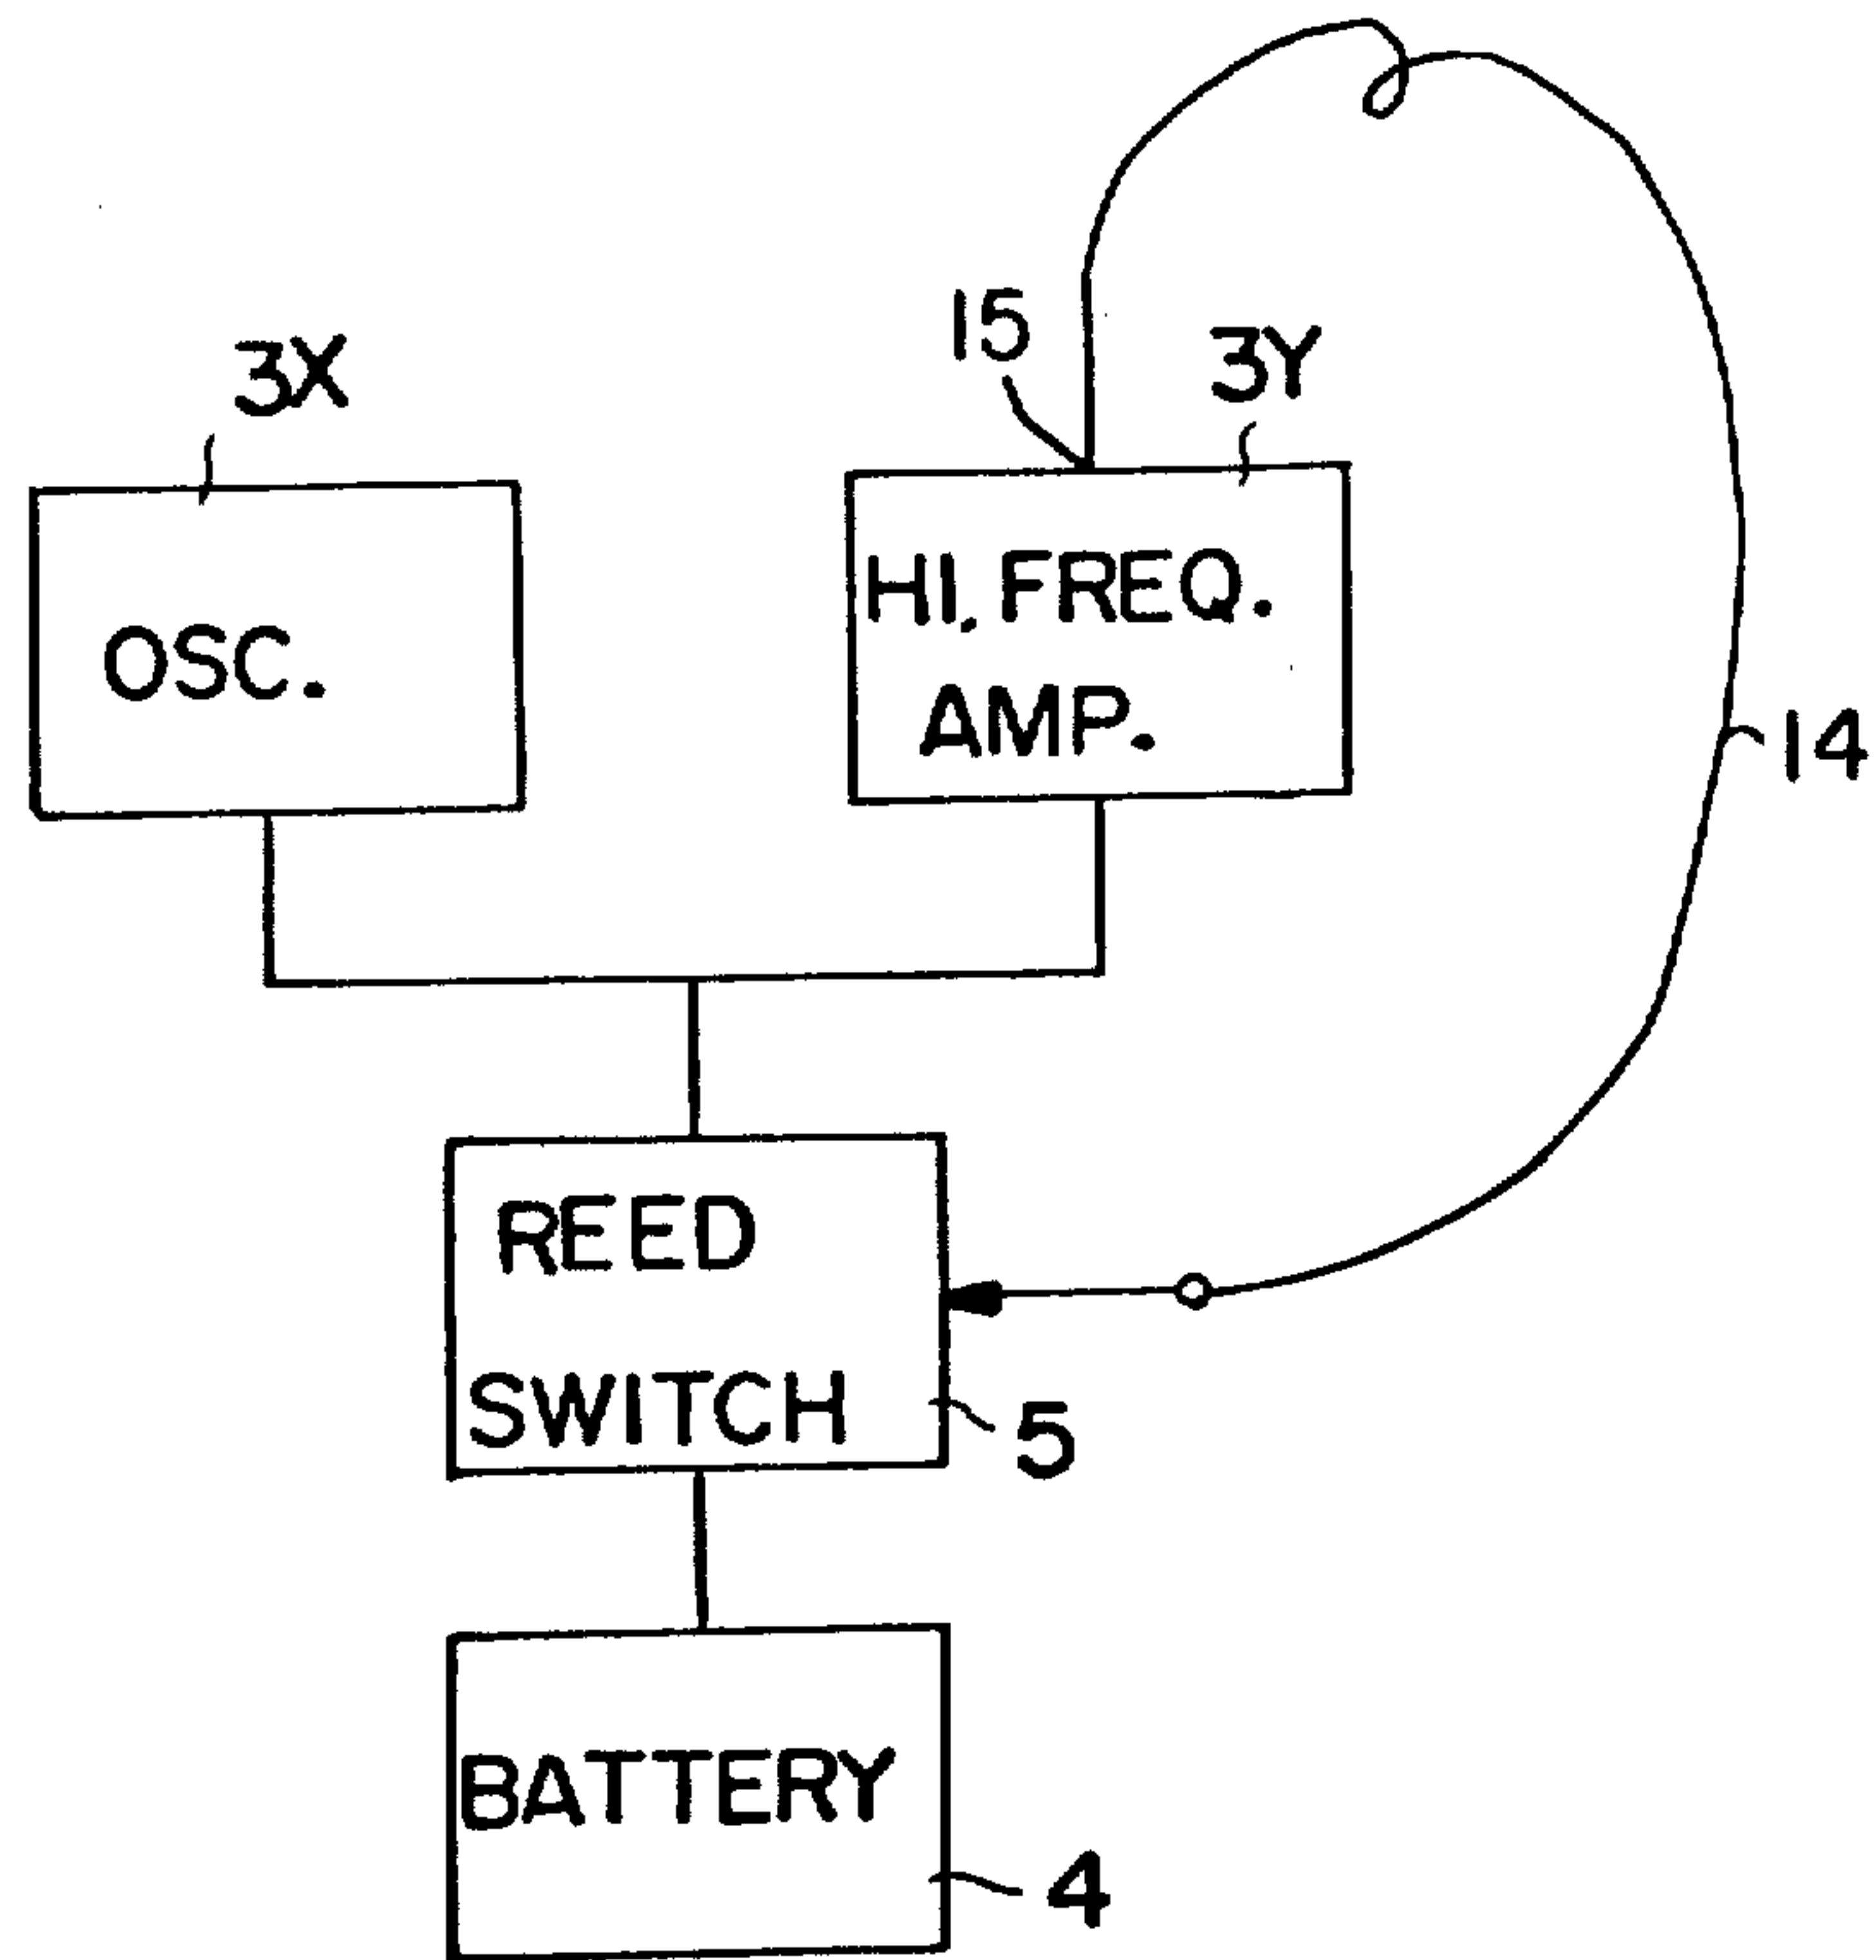 15
3X
3Y
OSC.
HI, FREQ.
AMP.
14
REED
SWITCH
5
BATTERY
4